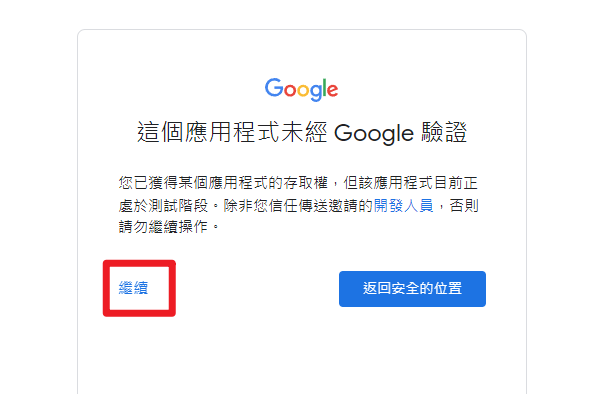 Google
這個應用程式未經 Google 驗證
您已獲得某個應用程式的存取權，但該應用程式目前正
處於測試階段。除非您信任傳送邀請的開發人員，否則
請勿繼續操作。
繼續
返回安全的位置